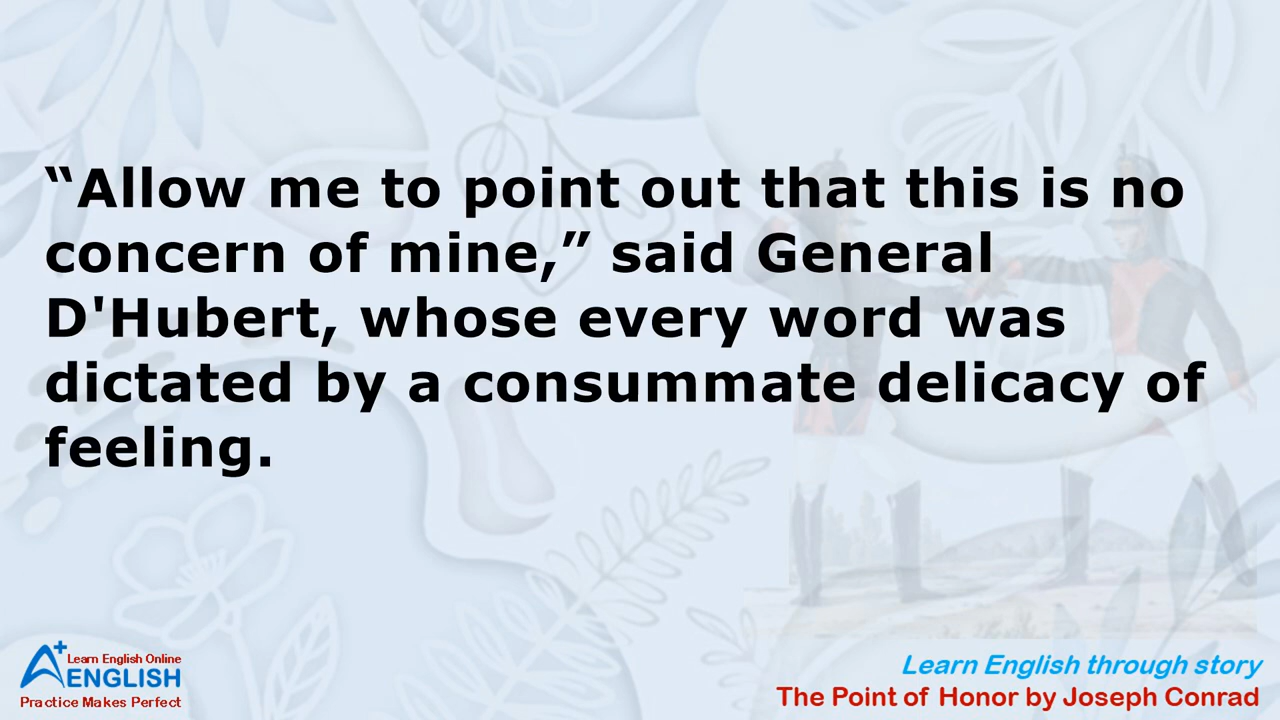 “Allow me to point out that this is no
concern of mine,” said General
D'Hubert, whose every word was
dictated by a consummate delicacy of
feeling.
A+ Learn English Online
ENGLISH
Practice Makes Perfect
Learn English through story
The Point of Honor by Joseph Conrad